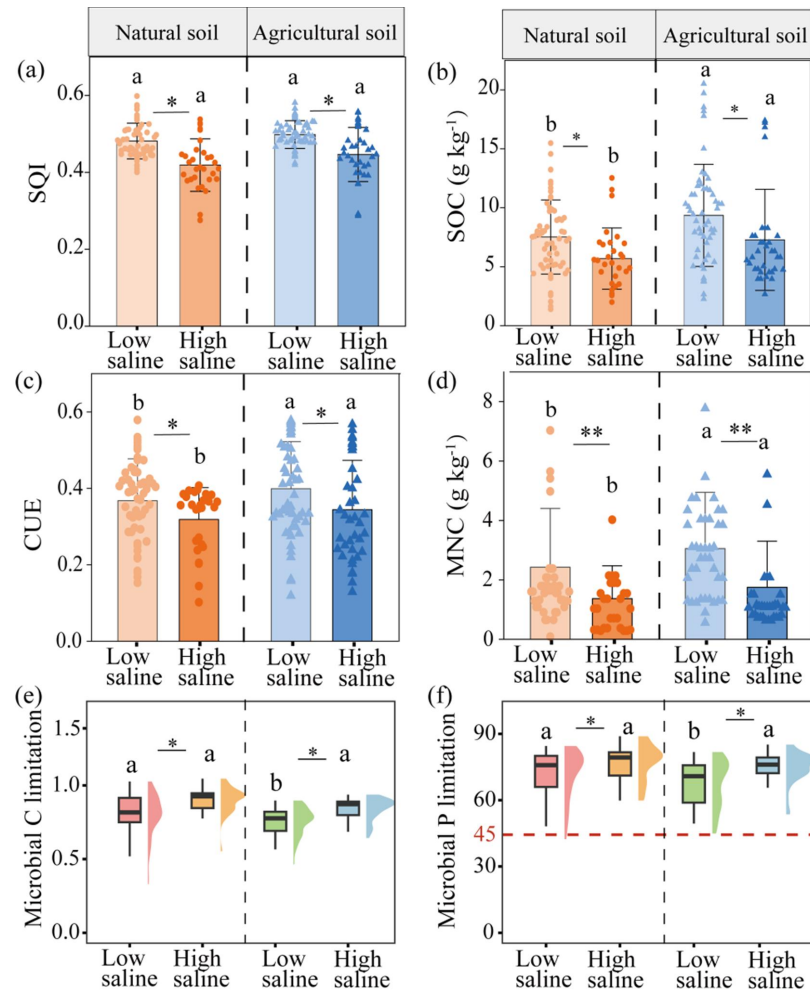 Natural soil
Agricultural soil
Natural soil
Agricultural soil
(a)
SQI
0.6
0.4
0.2
0.0
a
*
a
a
*
a
Low saline
High saline
Low saline
High saline
(b)
SOC (g kg⁻¹)
20
15
10
5
0
b
*
b
a
*
a
Low saline
High saline
Low saline
High saline
(c)
CUE
0.6
0.4
0.2
0.0
b
*
b
a
*
a
Low saline
High saline
Low saline
High saline
(d)
MNC (g kg⁻¹)
8
6
4
2
0
b
**
b
a
**
a
Low saline
High saline
Low saline
High saline
(e)
Microbial C limitation
1.5
1.0
0.5
0.0
a
*
a
b
*
a
Low saline
High saline
Low saline
High saline
(f)
Microbial P limitation
90
60
45
30
0
a
*
a
b
*
a
Low saline
High saline
Low saline
High saline